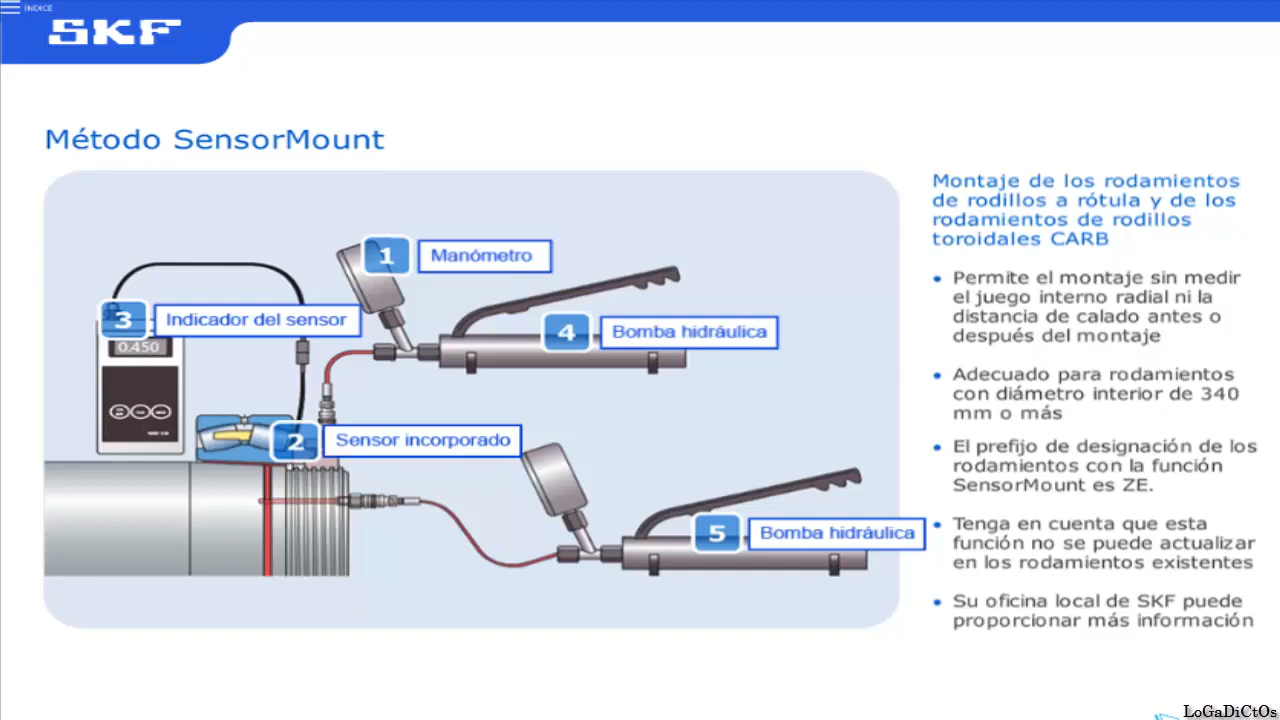 ÍNDICE
SKF
Método SensorMount
1
Manómetro
3
Indicador del sensor
0.450
4
Bomba hidráulica
2
Sensor incorporado
5
Bomba hidráulica
Montaje de los rodamientos
de rodillos a rótula y de los
rodamientos de rodillos
toroidales CARB
• Permite el montaje sin medir
el juego interno radial ni la
distancia de calado antes o
después del montaje
• Adecuado para rodamientos
con diámetro interior de 340
mm o más
• El prefijo de designación de los
rodamientos con la función
SensorMount es ZE.
• Tenga en cuenta que esta
función no se puede actualizar
en los rodamientos existentes
• Su oficina local de SKF puede
proporcionar más información
LoGaDiCtOs